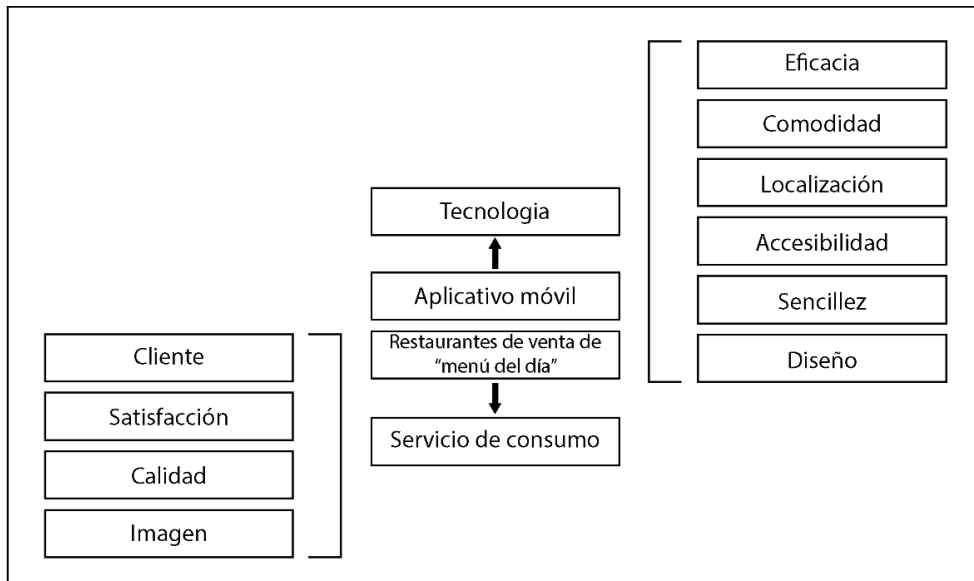 Eficacia
Comodidad
Localización
Accesibilidad
Sencillez
Diseño
Tecnologia
Aplicativo móvil
Restaurantes de venta de
“menú del día”
Servicio de consumo
Cliente
Satisfacción
Calidad
Imagen